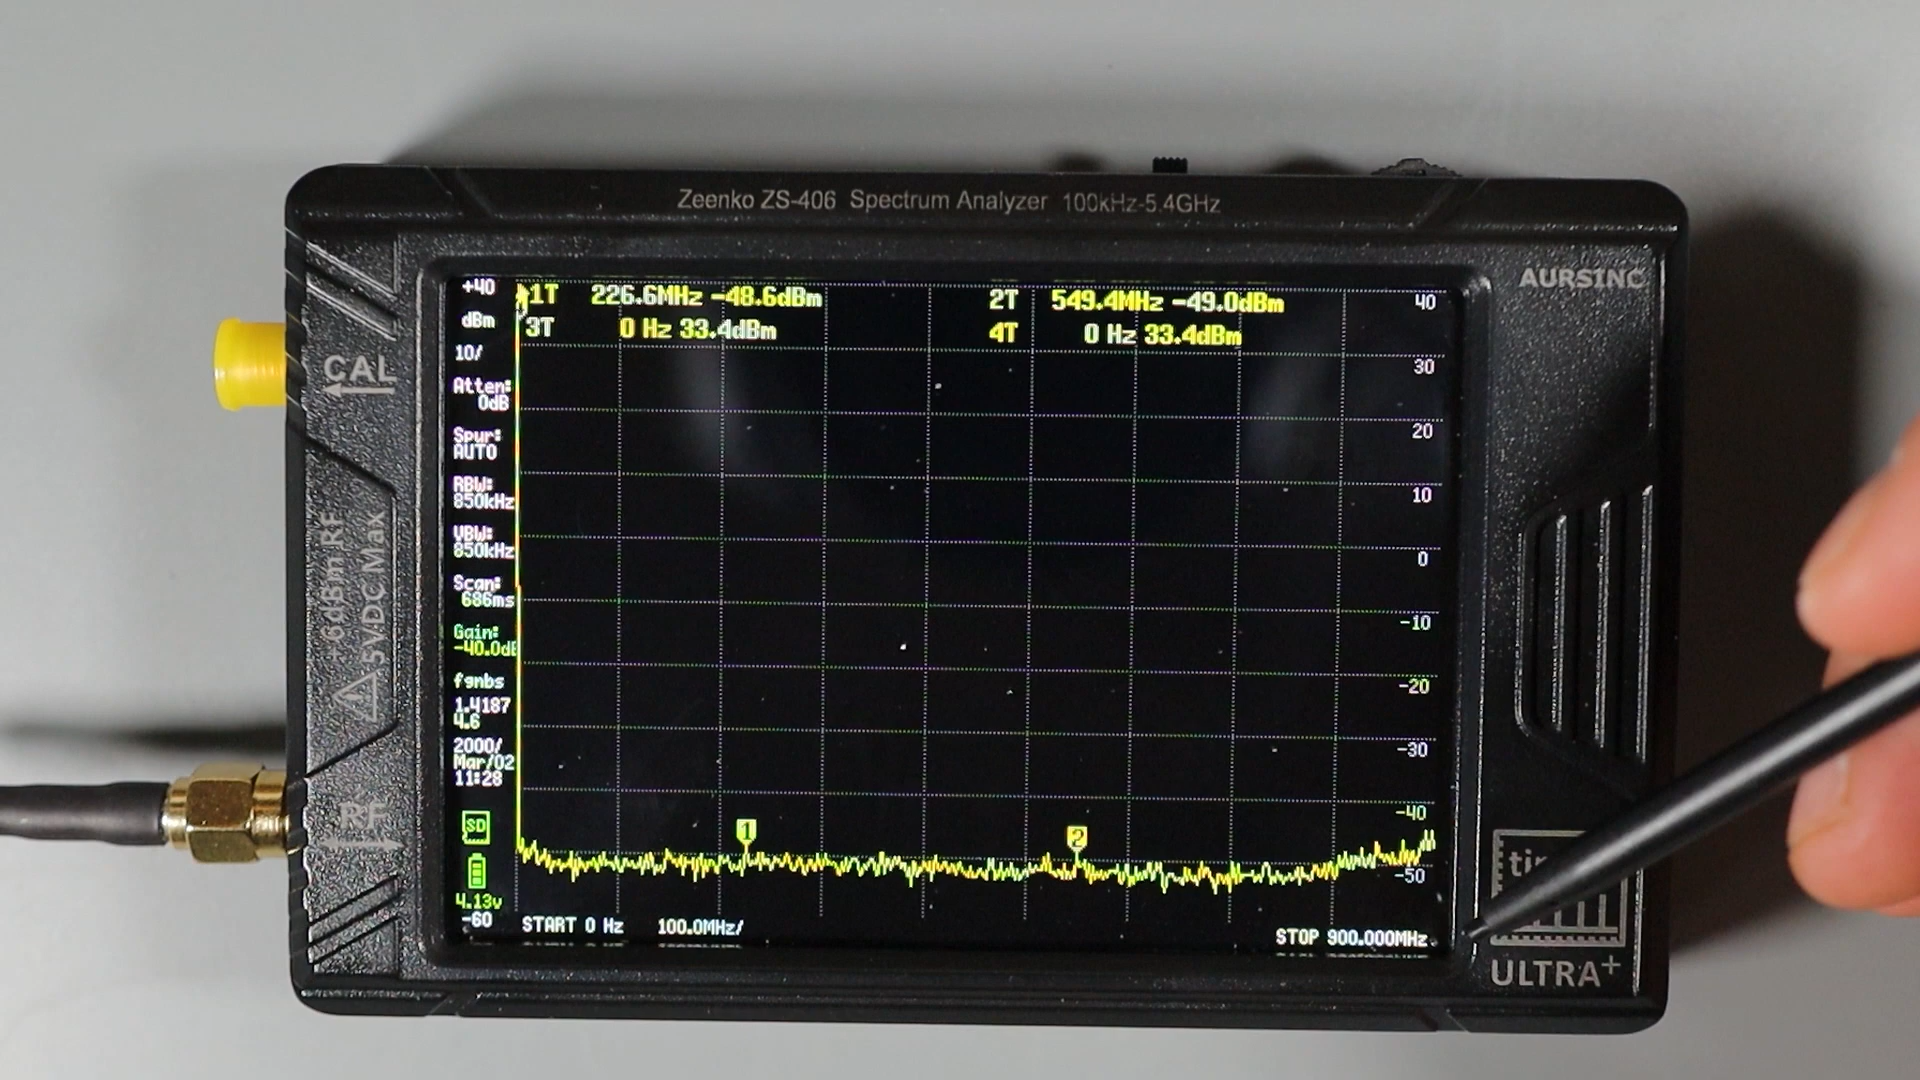 Zeenko ZS-406 Spectrum Analyzer 100kHz-5.4GHz
AURSINC
CAL
+6dBm RF
5VDC Max
RF
+40
dBm
10/
Atten:
0dB
Spur:
AUTO
RBW:
850kHz
VBW:
850kHz
Scan:
686ms
Gain:
-40.0dB
fgnbs
1.4187
4.6
2000/
Mar/02
11:28
SD
4.13v
-60
1T 226.6MHz -48.6dBm
2T 549.4MHz -49.0dBm
3T 0 Hz 33.4dBm
4T 0 Hz 33.4dBm
40
30
20
10
0
-10
-20
-30
-40
-50
1
2
START 0 Hz 100.0MHz/
STOP 900.000MHz
ULTRA+